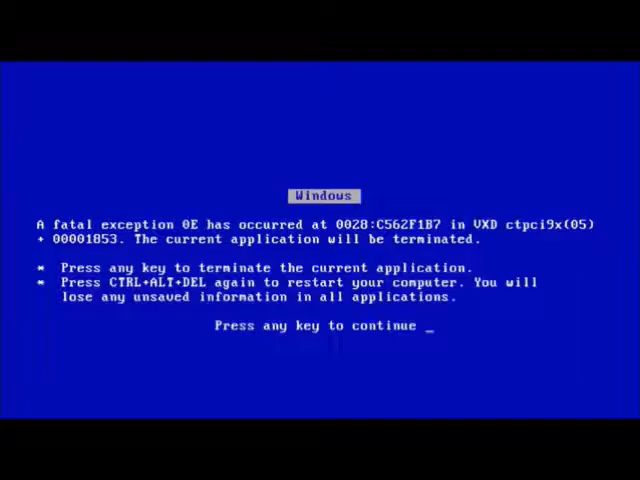 Windows
A fatal exception 0E has occurred at 0028:C562F1B7 in VXD ctpci9x(05)
+ 00001853. The current application will be terminated.
* Press any key to terminate the current application.
* Press CTRL+ALT+DEL again to restart your computer. You will
lose any unsaved information in all applications.
Press any key to continue _